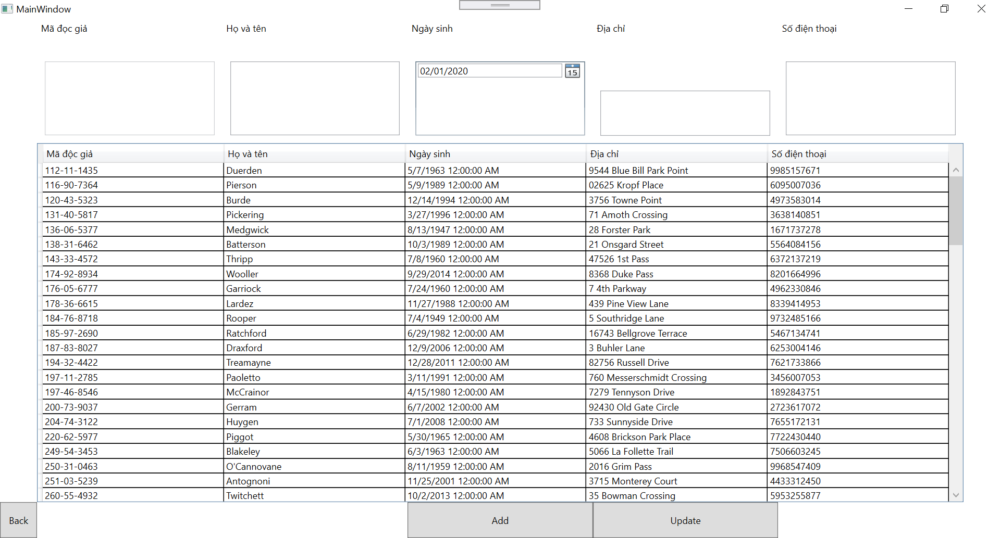 MainWindow
Mã đọc giả Họ và tên Ngày sinh Địa chỉ Số điện thoại
02/01/2020 15
Mã độc giả Họ và tên Ngày sinh Địa chỉ Số điện thoại
112-11-1435 Duerden 5/7/1963 12:00:00 AM 9544 Blue Bill Park Point 9985157671
116-90-7364 Pierson 5/9/1989 12:00:00 AM 02625 Kropf Place 6095007036
120-43-5323 Burde 12/14/1994 12:00:00 AM 3756 Towne Point 4973583014
131-40-5817 Pickering 3/27/1996 12:00:00 AM 71 Amoth Crossing 3638140851
136-06-5377 Medgwick 8/13/1947 12:00:00 AM 28 Forster Park 1671737278
138-31-6462 Batterson 10/3/1989 12:00:00 AM 21 Onsgard Street 5564084156
143-33-4572 Thripp 7/8/1960 12:00:00 AM 47526 1st Pass 6372137219
174-92-8934 Wooller 9/29/2014 12:00:00 AM 8368 Duke Pass 8201664996
176-05-6777 Garriock 7/24/1960 12:00:00 AM 7 4th Parkway 4962330846
178-36-6615 Lardez 11/27/1988 12:00:00 AM 439 Pine View Lane 8339414953
184-76-8718 Rooper 7/4/1949 12:00:00 AM 5 Southridge Lane 9732485166
185-97-2690 Ratchford 6/29/1982 12:00:00 AM 16743 Bellgrove Terrace 5467134741
187-83-8027 Draxford 12/9/2006 12:00:00 AM 3 Buhler Lane 6253004146
194-32-4422 Treamayne 12/28/2011 12:00:00 AM 82756 Russell Drive 7621733866
197-11-2785 Paoletto 3/11/1991 12:00:00 AM 760 Messerschmidt Crossing 3456007053
197-46-8546 McCrainor 4/15/1980 12:00:00 AM 7279 Tennyson Drive 1892843751
200-73-9037 Gerram 6/7/2002 12:00:00 AM 92430 Old Gate Circle 2723617072
204-74-3122 Huygen 7/1/2008 12:00:00 AM 733 Sunnyside Drive 7655172131
220-62-5977 Piggot 5/30/1965 12:00:00 AM 4608 Brickson Park Place 7722430440
249-54-3453 Blakeley 6/3/1963 12:00:00 AM 5066 La Follette Trail 7506603245
250-31-0463 O'Cannovane 8/11/1959 12:00:00 AM 2016 Grim Pass 9968547409
251-03-5239 Antognoni 11/25/2001 12:00:00 AM 3715 Monterey Court 4433312450
260-55-4932 Twitchett 10/2/2013 12:00:00 AM 35 Bowman Crossing 5953255877
Back Add Update